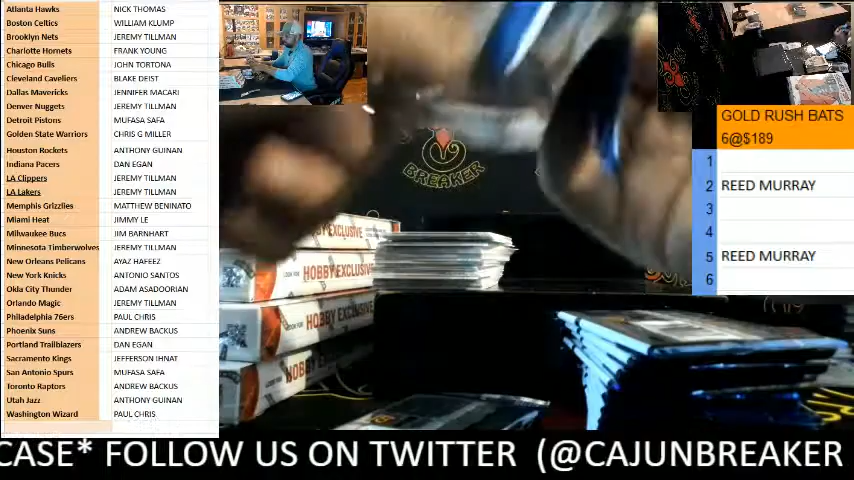 Atlanta Hawks NICK THOMAS
Boston Celtics WILLIAM KLUMP
Brooklyn Nets JEREMY TILLMAN
Charlotte Hornets FRANK YOUNG
Chicago Bulls JOHN TORTONA
Cleveland Cavaliers BLAKE DEIST
Dallas Mavericks JENNIFER MACARI
Denver Nuggets JEREMY TILLMAN
Detroit Pistons MUFASA SAFA
Golden State Warriors CHRIS G MILLER
Houston Rockets ANTHONY GUINAN
Indiana Pacers DAN EGAN
LA Clippers JEREMY TILLMAN
LA Lakers JEREMY TILLMAN
Memphis Grizzlies MATTHEW BENINATO
Miami Heat JIMMY LE
Milwaukee Bucs JIM BARNHART
Minnesota Timberwolves JEREMY TILLMAN
New Orleans Pelicans AYAZ HAFEEZ
New York Knicks ANTONIO SANTOS
Okla City Thunder ADAM ASADOORIAN
Orlando Magic JEREMY TILLMAN
Philadelphia 76ers PAUL CHRIS
Phoenix Suns ANDREW BACKUS
Portland Trailblazers DAN EGAN
Sacramento Kings JEFFERSON IHNAT
San Antonio Spurs MUFASA SAFA
Toronto Raptors ANDREW BACKUS
Utah Jazz ANTHONY GUINAN
Washington Wizard PAUL CHRIS
BREAKER
EXCLUSIVE
HOBBY EXCLUSIVE
HOBBY EXCLUSIVE
HOBBY EXC
GOLD RUSH BATS
6@$189
1
2 REED MURRAY
3
4
5 REED MURRAY
6
CASE* FOLLOW US ON TWITTER (@CAJUNBREAKER